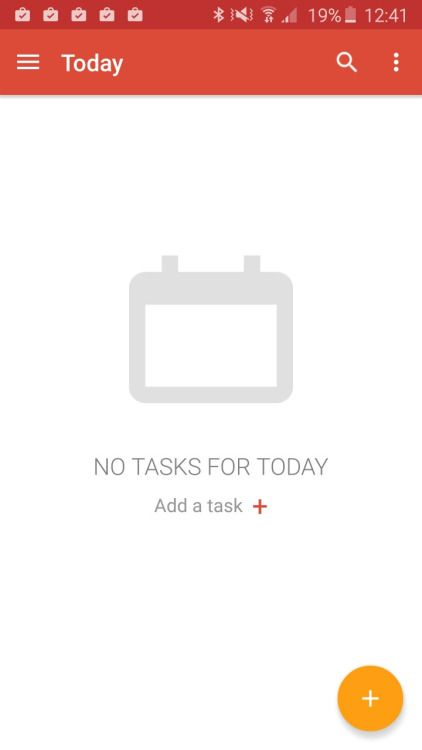 19% 12:41
Today
NO TASKS FOR TODAY
Add a task +